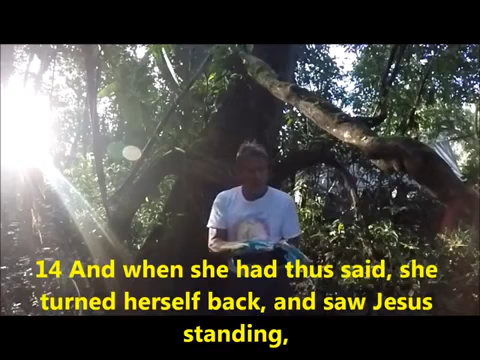 14 And when she had thus said, she
turned herself back, and saw Jesus
standing,